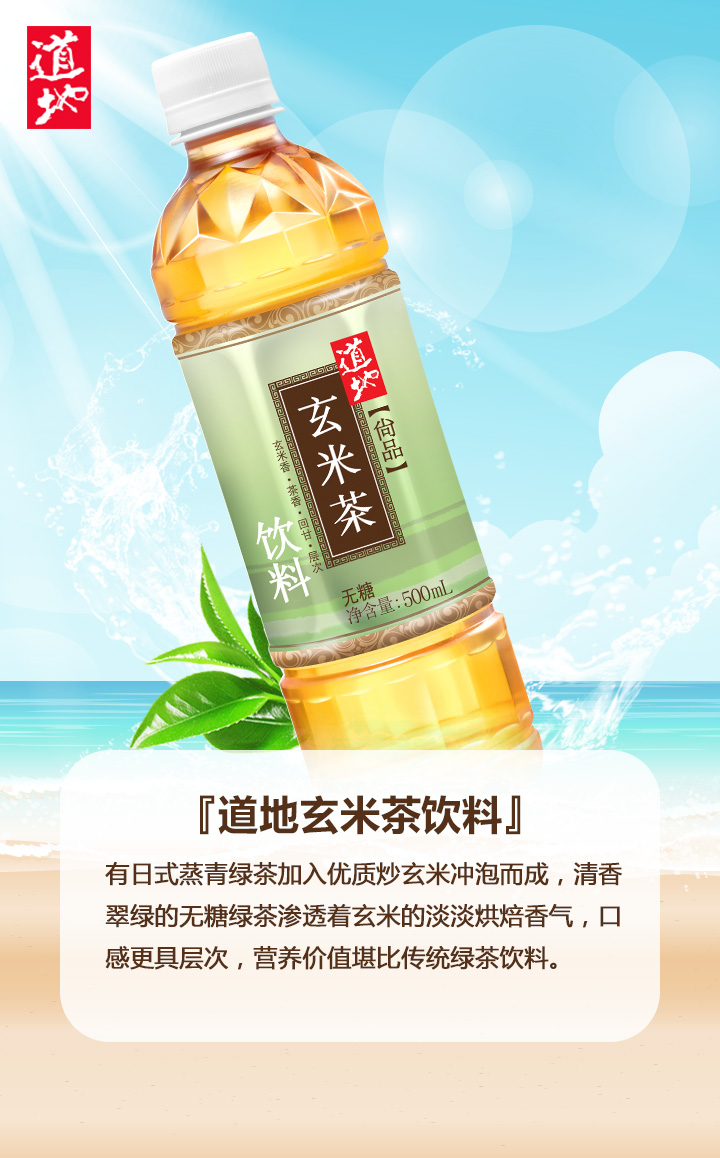 道地
道地
【尚品】
玄米茶
玄米香·茶香·回甘·层次
饮料
无糖
净含量:500mL
『道地玄米茶饮料』
有日式蒸青绿茶加入优质炒玄米冲泡而成，清香
翠绿的无糖绿茶渗透着玄米的淡淡烘焙香气，口
感更具层次，营养价值堪比传统绿茶饮料。